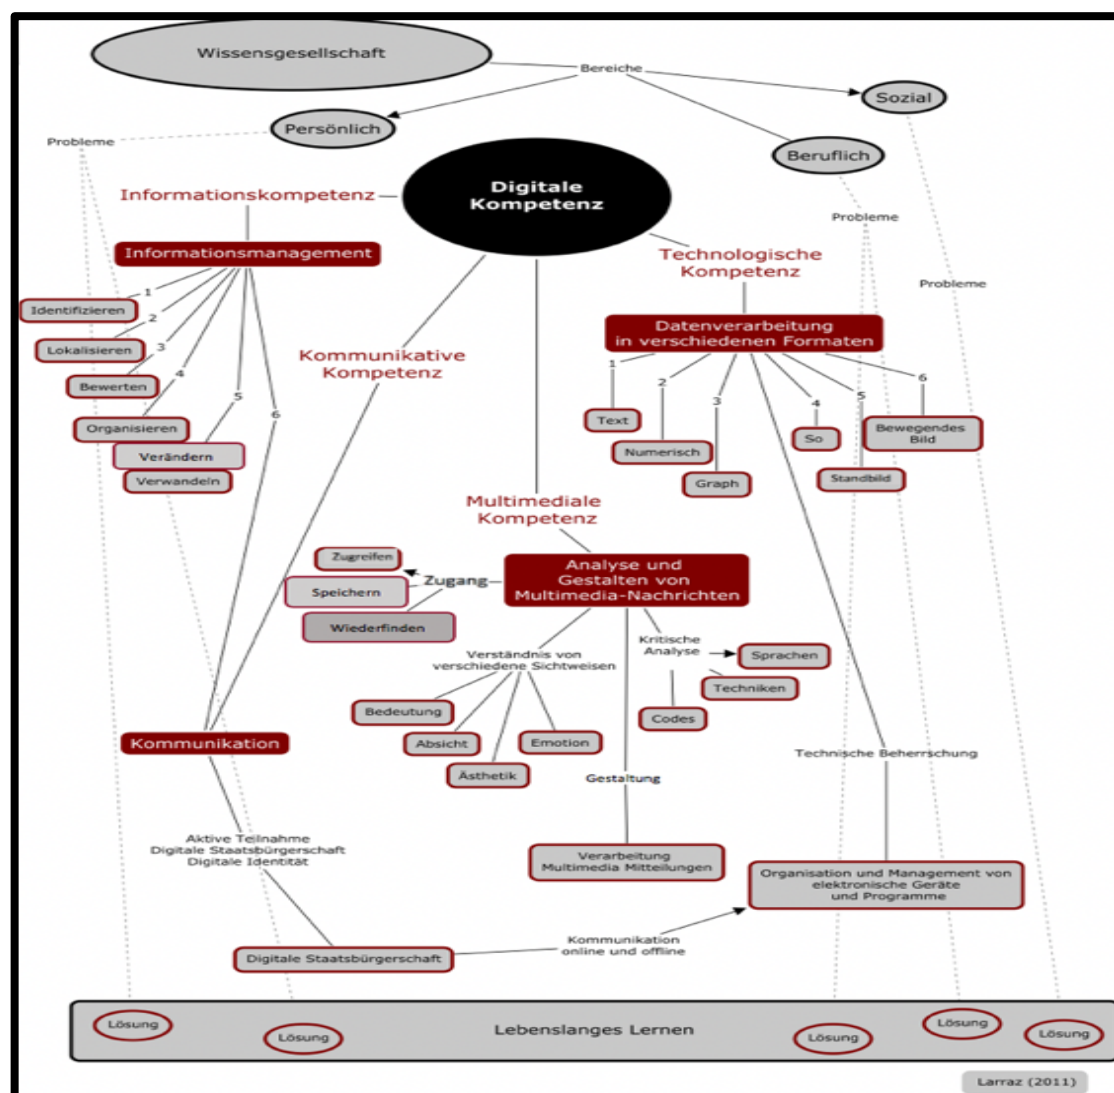 Wissensgesellschaft
Bereiche
Sozial
Persönlich
Probleme
Beruflich
Digitale
Kompetenz
Informationskompetenz
Probleme
Informationsmanagement
Technologische
Kompetenz
Probleme
1
Identifizieren
2
Lokalisieren
3
Bewerten
4
Organisieren
5
Verändern
Verwandeln
6
Datenverarbeitung
in verschiedenen Formaten
1
Text
2
Numerisch
3
Graph
4
So
5
Standbild
6
Bewegendes
Bild
Kommunikative
Kompetenz
Multimediale
Kompetenz
Analyse und
Gestalten von
Multimedia-Nachrichten
Zugang
Zugreifen
Speichern
Wiederfinden
Verständnis von
verschiedene Sichtweisen
Bedeutung
Absicht
Ästhetik
Emotion
Kritische
Analyse
Sprachen
Techniken
Codes
Kommunikation
Gestaltung
Technische Beherrschung
Aktive Teilnahme
Digitale Staatsbürgerschaft
Digitale Identität
Verarbeitung
Multimedia Mitteilungen
Organisation und Management von
elektronische Geräte
und Programme
Digitale Staatsbürgerschaft
Kommunikation
online und offline
Lösung
Lösung
Lebenslanges Lernen
Lösung
Lösung
Lösung
Larraz (2011)